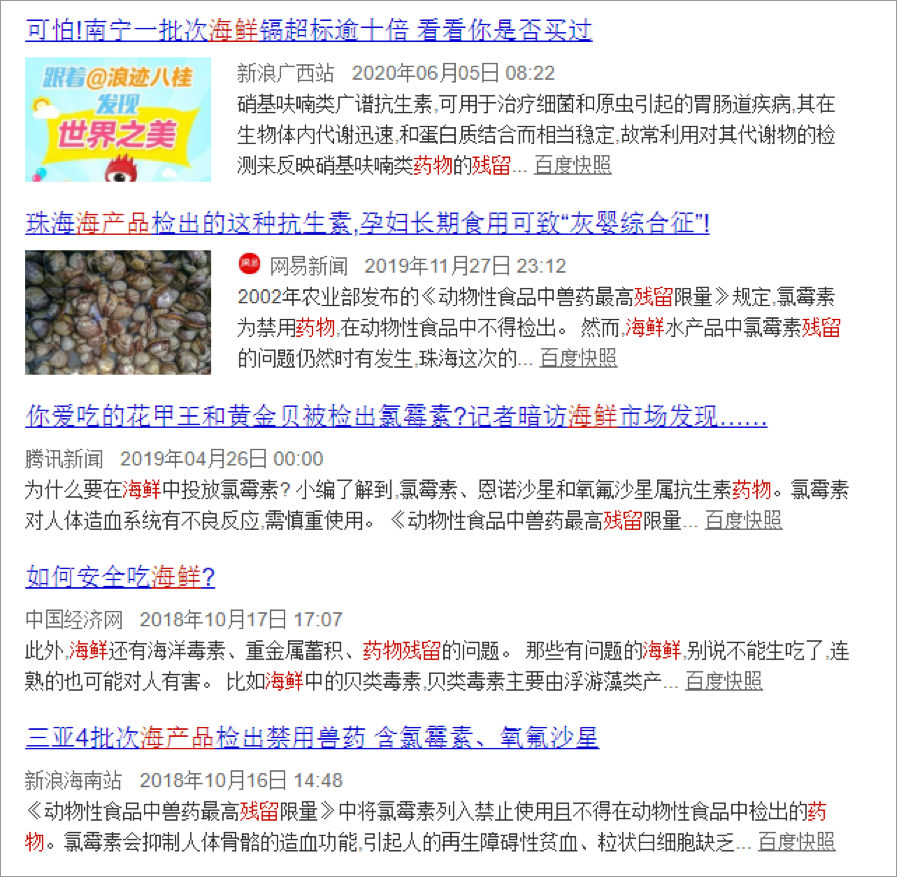 可怕!南宁一批次海鲜镉超标逾十倍 看看你是否买过
跟着@浪迹八桂
发现
世界之美
新浪广西站 2020年06月05日 08:22
硝基呋喃类广谱抗生素,可用于治疗细菌和原虫引起的胃肠道疾病,其在
生物体内代谢迅速,和蛋白质结合而相当稳定,故常利用对其代谢物的检
测来反映硝基呋喃类药物的残留... 百度快照
珠海海产品检出的这种抗生素,孕妇长期食用可致“灰婴综合征”!
网易 网易新闻 2019年11月27日 23:12
2002年农业部发布的《动物性食品中兽药最高残留限量》规定,氯霉素
为禁用药物,在动物性食品中不得检出。 然而,海鲜水产品中氯霉素残留
的问题仍然时有发生,珠海这次的... 百度快照
你爱吃的花甲王和黄金贝被检出氯霉素?记者暗访海鲜市场发现……
腾讯新闻 2019年04月26日 00:00
为什么要在海鲜中投放氯霉素? 小编了解到,氯霉素、恩诺沙星和氧氟沙星属抗生素药物。氯霉素
对人体造血系统有不良反应,需慎重使用。《动物性食品中兽药最高残留限量... 百度快照
如何安全吃海鲜?
中国经济网 2018年10月17日 17:07
此外,海鲜还有海洋毒素、重金属蓄积、药物残留的问题。 那些有问题的海鲜,别说不能生吃了,连
熟的也可能对人有害。 比如海鲜中的贝类毒素,贝类毒素主要由浮游藻类产... 百度快照
三亚4批次海产品检出禁用兽药 含氯霉素、氧氟沙星
新浪海南站 2018年10月16日 14:48
《动物性食品中兽药最高残留限量》中将氯霉素列入禁止使用且不得在动物性食品中检出的药
物。氯霉素会抑制人体骨骼的造血功能,引起人的再生障碍性贫血、粒状白细胞缺乏... 百度快照